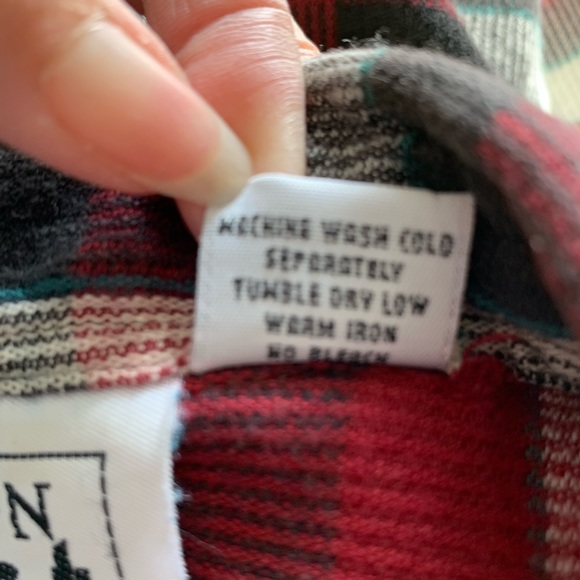 MACHINE WASH COLD
SEPARATELY
TUMBLE DRY LOW
WARM IRON
NO BLEACH
N